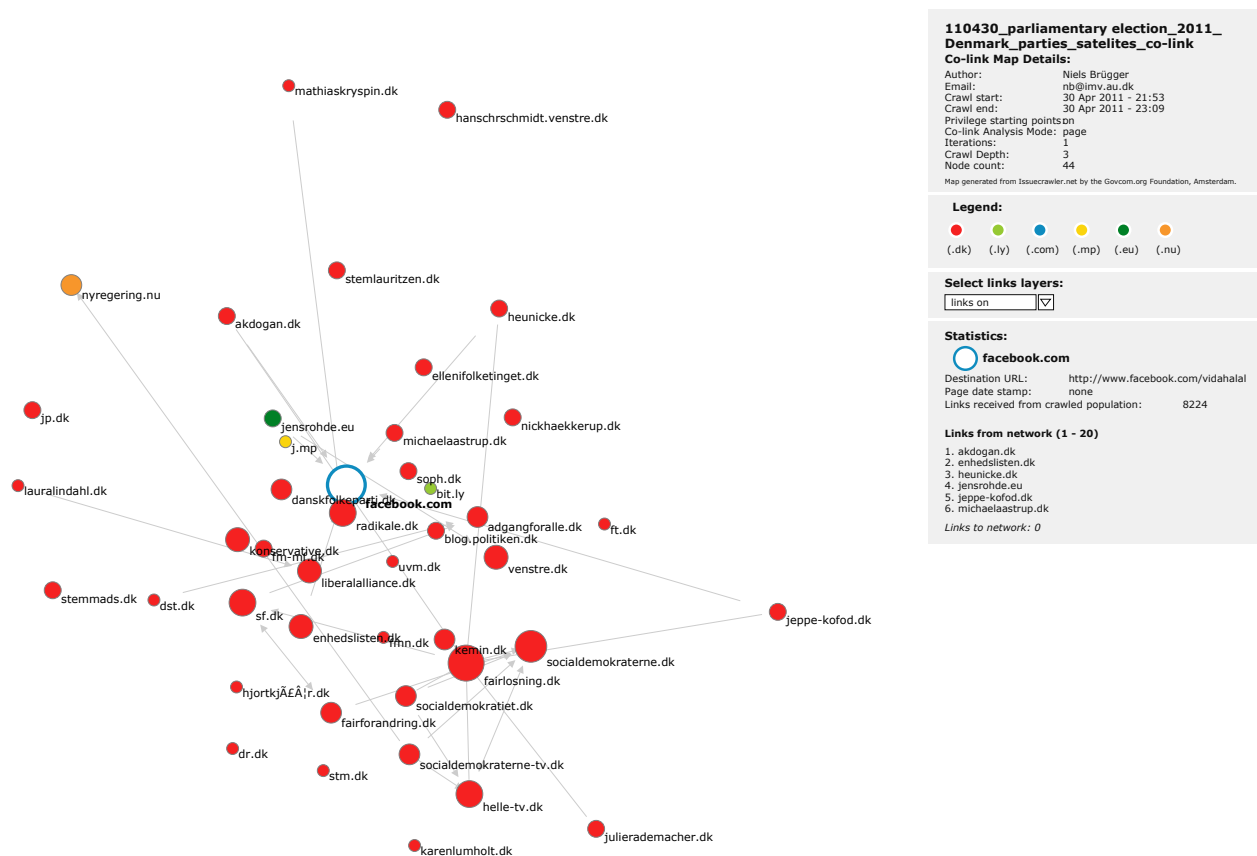 110430_parliamentary election_2011_
Denmark_parties_satelites_co-link
Co-link Map Details:
Author: Niels Brügger
Email: nb@imv.au.dk
Crawl start: 30 Apr 2011 - 21:53
Crawl end: 30 Apr 2011 - 23:09
Privilege starting points: on
Co-link Analysis Mode: page
Iterations: 1
Crawl Depth: 3
Node count: 44
Map generated from Issuecrawler.net by the Govcom.org Foundation, Amsterdam.
Legend:
(.dk) (.ly) (.com) (.mp) (.eu) (.nu)
Select links layers:
links on
Statistics:
facebook.com
Destination URL: http://www.facebook.com/vidahalal
Page date stamp: none
Links received from crawled population: 8224
Links from network (1 - 20)
1. akdogan.dk
2. enhedslisten.dk
3. heunicke.dk
4. jensrohde.eu
5. jeppe-kofod.dk
6. michaelaastrup.dk
Links to network: 0
mathiaskryspin.dk
hanschrschmidt.venstre.dk
stemlauritzen.dk
nyregering.nu
heunicke.dk
akdogan.dk
ellenifolketinget.dk
jp.dk
nickhaekkerup.dk
jensrohde.eu
michaelaastrup.dk
j.mp
soph.dk
lauralindahl.dk
bit.ly
danskfolkeparti.dk
facebook.com
radikale.dk
adgangforalle.dk
ft.dk
blog.politiken.dk
konservative.dk
fm-mr.dk
uvm.dk
venstre.dk
liberalalliance.dk
stemmads.dk
dst.dk
sf.dk
jeppe-kofod.dk
enhedslisten.dk
fmn.dk
kemin.dk
socialdemokraterne.dk
fairlosning.dk
hjortkjÃ£Â¦r.dk
socialdemokratiet.dk
fairforandring.dk
dr.dk
socialdemokraterne-tv.dk
stm.dk
helle-tv.dk
julierademacher.dk
karenlumholt.dk